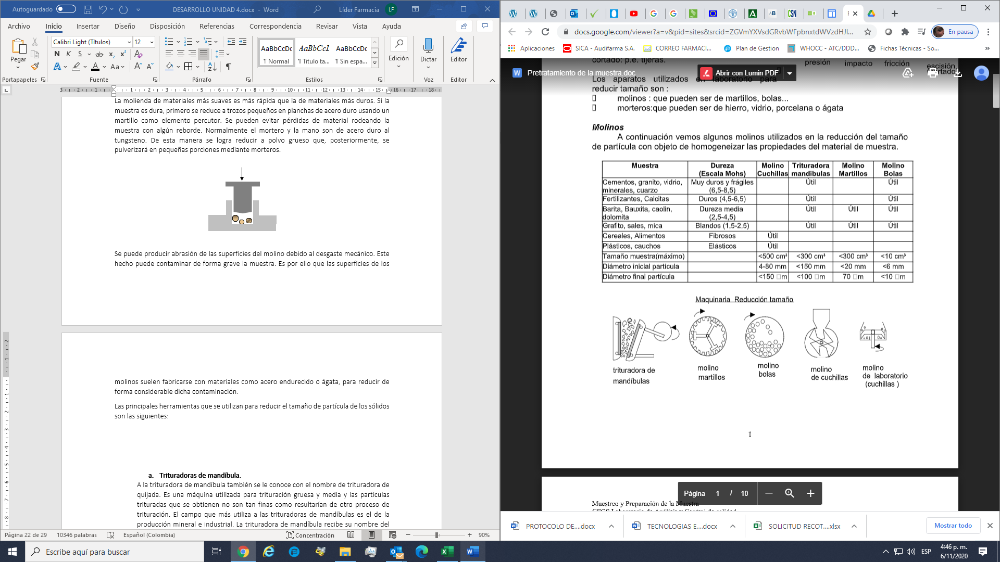 Autoguardado
DESARROLLO UNIDAD 4.docx - Word
Líder Farmacia
LF
Archivo Inicio Insertar Diseño Disposición Referencias Correspondencia Revisar Vista Ayuda
Pegar
Calibri Light (Títulos) 12
N K S ab x₂ x²
AaBbCcDc AaBbCcL AaBbCcDc
¶ Normal ¶ Titulo ta... ¶ Sin espa...
Edición Dictar Editor
Portapapeles Fuente Párrafo Estilos Voz Editor
La molienda de materiales más suaves es más rápida que la de materiales más duros. Si la
muestra es dura, primero se reduce a trozos pequeños en planchas de acero duro usando un
martillo como elemento percutor. Se pueden evitar pérdidas de material rodeando la
muestra con algún reborde. Normalmente el mortero y la mano son de acero duro al
tungsteno. De esta manera se logra reducir a polvo grueso que, posteriormente, se
pulverizará en pequeñas porciones mediante morteros.
Se puede producir abrasión de las superficies del molino debido al desgaste mecánico. Este
hecho puede contaminar de forma grave la muestra. Es por ello que las superficies de los
molinos suelen fabricarse con materiales como acero endurecido o ágata, para reducir de
forma considerable dicha contaminación.
Las principales herramientas que se utilizan para reducir el tamaño de partícula de los sólidos
son las siguientes:
a. Trituradoras de mandíbula.
A la trituradora de mandíbula también se le conoce con el nombre de trituradora de
quijada. Es una máquina utilizada para trituración gruesa y media y las partículas
trituradas que se obtienen no son tan finas como resultarían de otro proceso de
trituración. El campo que más utiliza a las trituradoras de mandíbulas es el de la
producción mineral e industrial. La trituradora de mandíbula recibe su nombre del
Página 22 de 29 10346 palabras Español (Colombia) Concentración 90%
docs.google.com/viewer?a=v&pid=sites&srcid=ZGVmYXVsdGRvbWFpbnxtdWVzdHJl...
En pausa
Aplicaciones SICA - Audifarma S.A. CORREO FARMACI... Plan de Gestion WHOCC - ATC/DDD... Fichas Técnicas - So...
cortado: p.e. tijeras.
presión impacto fricción escisión
cortado
Pretratamiento de la muestra.doc
Abrir con Lumin PDF
Los aparatos utilizados en laboratorio para
reducir tamaño son :
molinos : que pueden ser de martillos, bolas...
morteros:que pueden ser de hierro, vidrio, porcelana o ágata
Molinos
A continuación vemos algunos molinos utilizados en la reducción del tamaño
de partícula con objeto de homogeneizar las propiedades del material de muestra.
Muestra Dureza (Escala Mohs) Molino Cuchillas Trituradora mandibulas Molino Martillos Molino Bolas
Cementos, granito, vidrio, minerales, cuarzo Muy duros y frágiles (6,5-8,5) Útil Útil
Fertilizantes, Calcitas Duros (4,5-6,5) Útil Útil
Barita, Bauxita, caolin, dolomita Dureza media (2,5-4,5) Útil Útil Útil
Grafito, sales, mica Blandos (1,5-2,5) Útil Útil Útil
Cereales, Alimentos Fibrosos Útil
Plásticos, cauchos Elásticos Útil
Tamaño muestra(máximo) <500 cm³ <300 cm³ <300 cm³ <10 cm³
Diámetro inicial partícula 4-80 mm <150 mm <20 mm <6 mm
Diámetro final partícula <150 □m <100 □m 70 □m <10 □m
Maquinaria Reducción tamaño
trituradora de
mandíbulas
molino
martillos
molino
bolas
molino
de cuchillas
molino
de laboratorio
(cuchillas )
1
Página 1 / 10
Muestreo y Preparación de la Muestra
PROTOCOLO DE....docx TECNOLOGIAS E....docx SOLICITUD RECOT....xlsx Mostrar todo
Escribe aquí para buscar
ESP
4:46 p. m.
6/11/2020